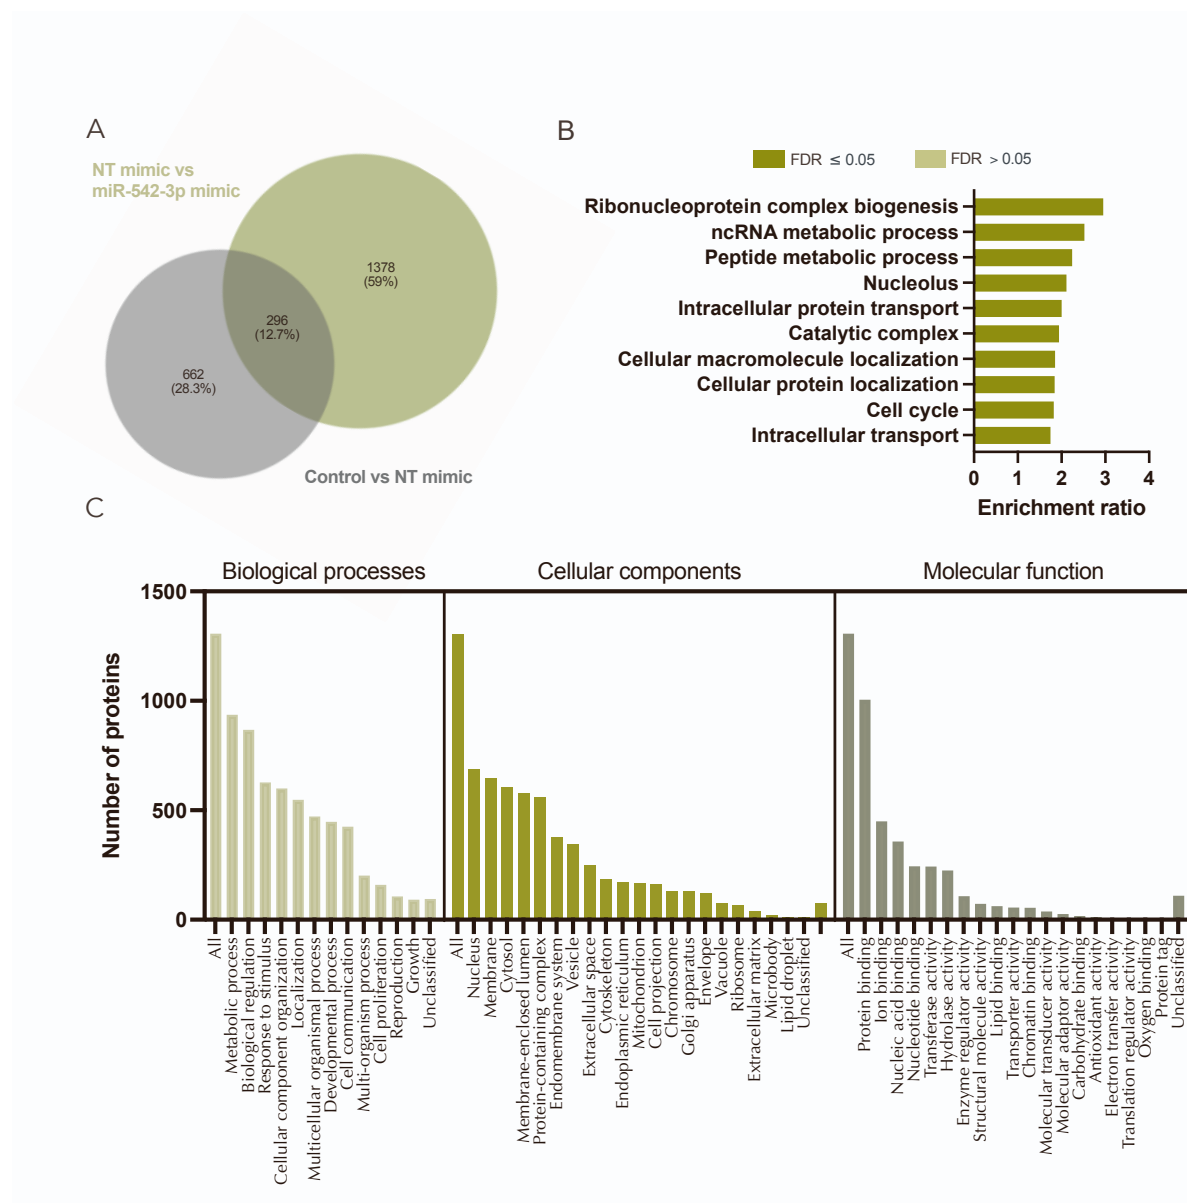 A
B
NT mimic vs
miR-542-3p mimic
1378
(59%)
296
(12.7%)
662
(28.3%)
Control vs NT mimic
FDR ≤ 0.05
FDR > 0.05
Ribonucleoprotein complex biogenesis
ncRNA metabolic process
Peptide metabolic process
Nucleolus
Intracellular protein transport
Catalytic complex
Cellular macromolecule localization
Cellular protein localization
Cell cycle
Intracellular transport
0 1 2 3 4
Enrichment ratio
C
Biological processes
Cellular components
Molecular function
Number of proteins
1500
1000
500
0
All
Metabolic process
Biological regulation
Response to stimulus
Cellular component organization
Localization
Multicellular organismal process
Developmental process
Cell communication
Multi-organism process
Cell proliferation
Reproduction
Growth
Unclassified
All
Nucleus
Membrane
Cytosol
Membrane-enclosed lumen
Protein-containing complex
Endomembrane system
Vesicle
Extracellular space
Cytoskeleton
Endoplasmic reticulum
Mitochondrion
Cell projection
Chromosome
Golgi apparatus
Envelope
Vacuole
Ribosome
Extracellular matrix
Microbody
Lipid droplet
Unclassified
All
Protein binding
Ion binding
Nucleic acid binding
Nucleotide binding
Transferase activity
Hydrolase activity
Enzyme regulator activity
Structural molecule activity
Lipid binding
Transporter activity
Chromatin binding
Molecular transducer activity
Molecular adaptor activity
Carbohydrate binding
Antioxidant activity
Electron transfer activity
Translation regulator activity
Oxygen binding
Protein tag
Unclassified